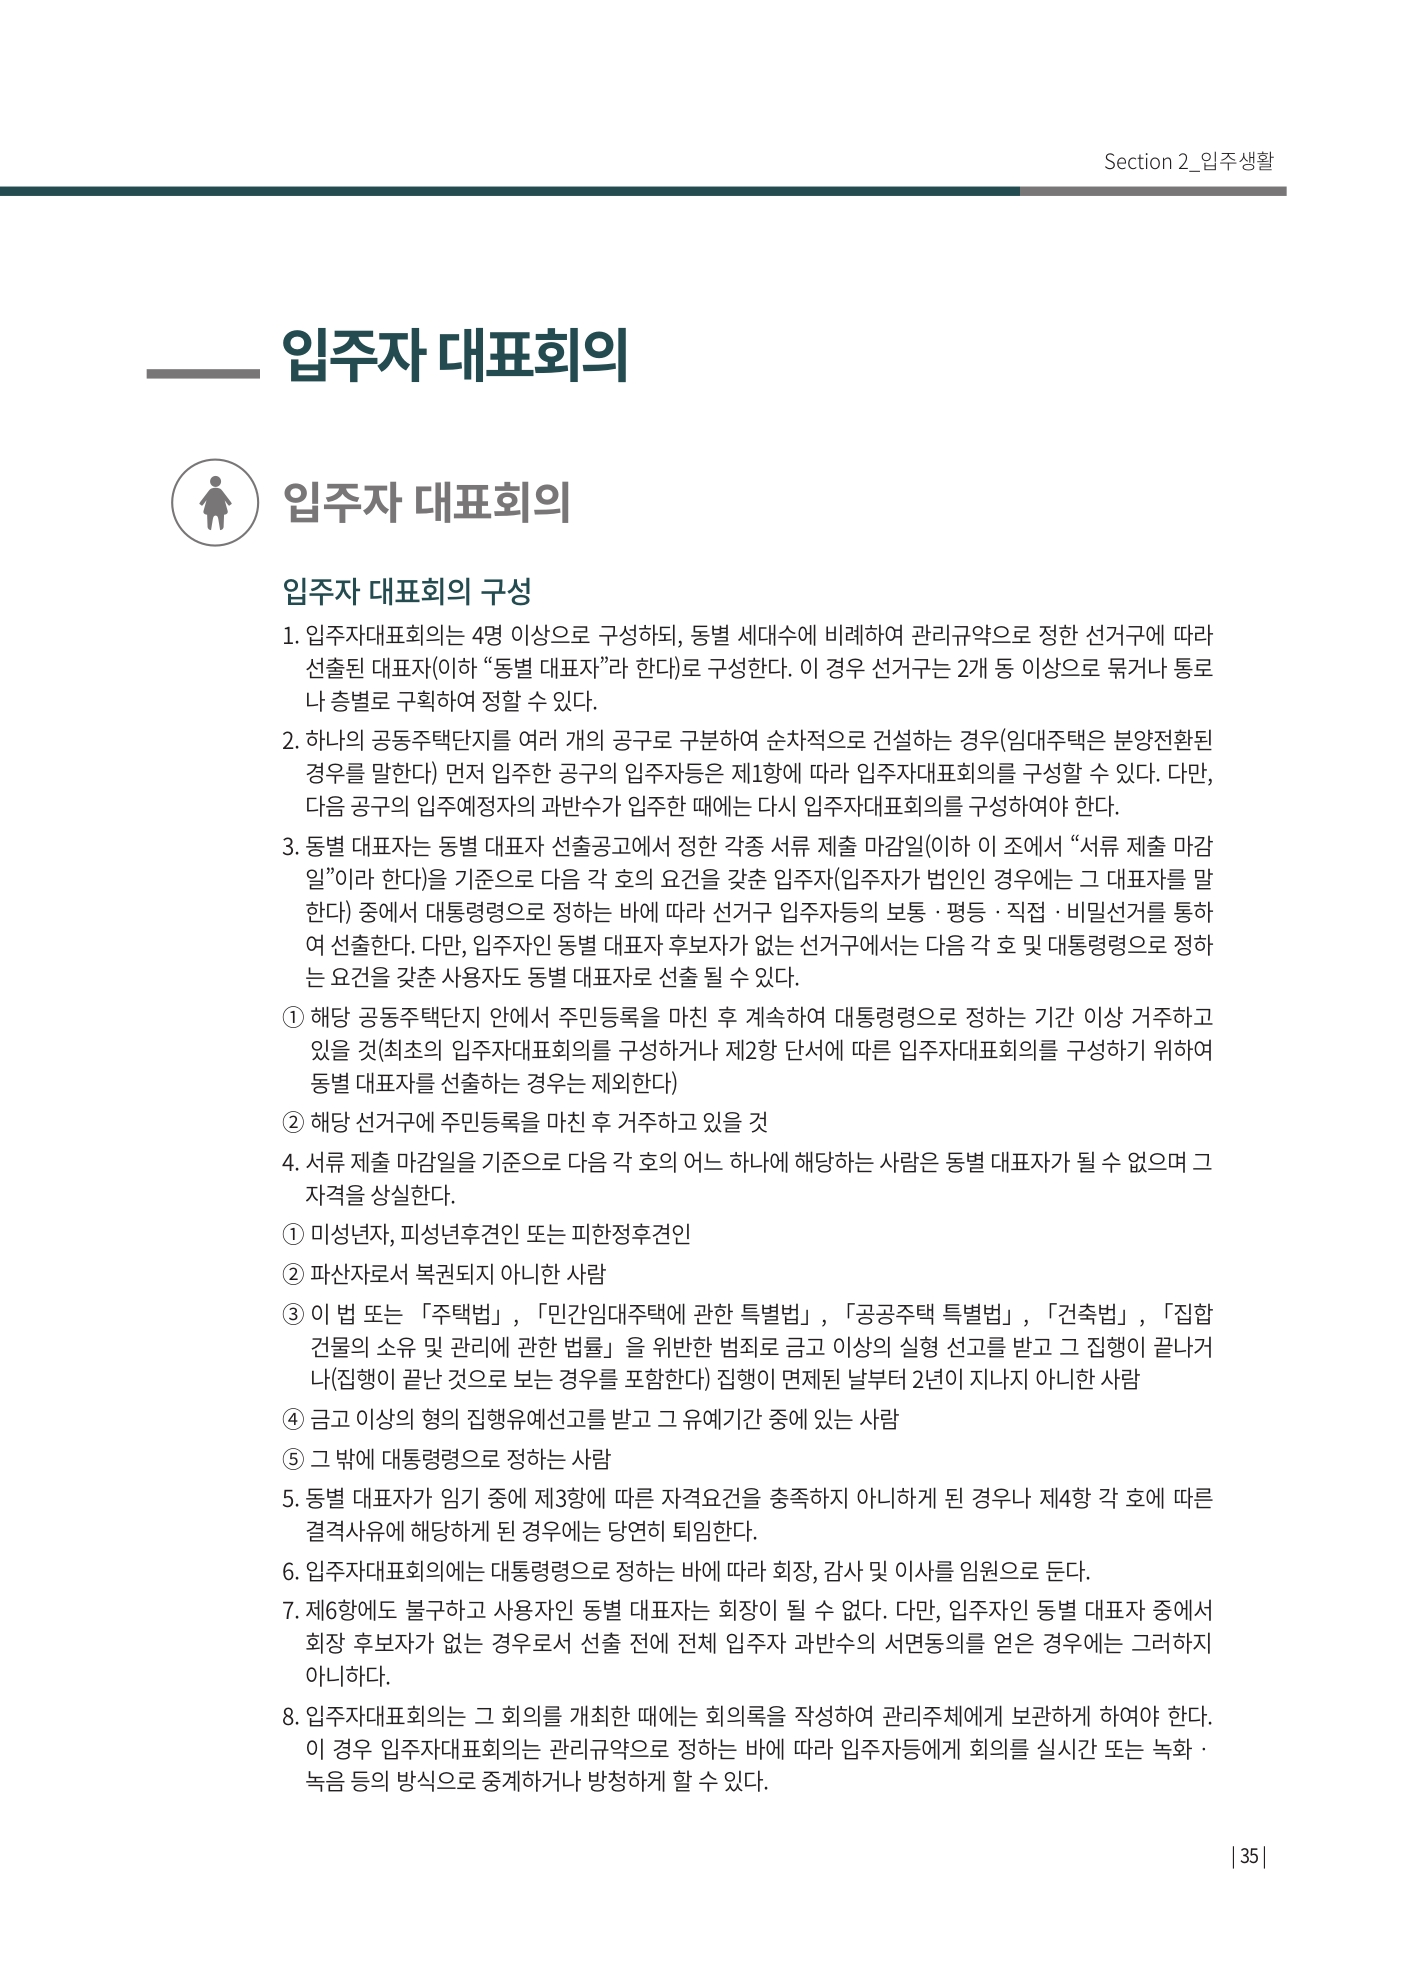 Section 2_입주생활
입주자 대표회의
입주자 대표회의
입주자 대표회의 구성
1. 입주자대표회의는 4명 이상으로 구성하되, 동별 세대수에 비례하여 관리규약으로 정한 선거구에 따라
선출된 대표자(이하 “동별 대표자”라 한다)로 구성한다. 이 경우 선거구는 2개 동 이상으로 묶거나 통로
나 층별로 구획하여 정할 수 있다.
2. 하나의 공동주택단지를 여러 개의 공구로 구분하여 순차적으로 건설하는 경우(임대주택은 분양전환된
경우를 말한다) 먼저 입주한 공구의 입주자등은 제1항에 따라 입주자대표회의를 구성할 수 있다. 다만,
다음 공구의 입주예정자의 과반수가 입주한 때에는 다시 입주자대표회의를 구성하여야 한다.
3. 동별 대표자는 동별 대표자 선출공고에서 정한 각종 서류 제출 마감일(이하 이 조에서 “서류 제출 마감
일”이라 한다)을 기준으로 다음 각 호의 요건을 갖춘 입주자(입주자가 법인인 경우에는 그 대표자를 말
한다) 중에서 대통령령으로 정하는 바에 따라 선거구 입주자등의 보통 · 평등 · 직접 · 비밀선거를 통하
여 선출한다. 다만, 입주자인 동별 대표자 후보자가 없는 선거구에서는 다음 각 호 및 대통령령으로 정하
는 요건을 갖춘 사용자도 동별 대표자로 선출 될 수 있다.
① 해당 공동주택단지 안에서 주민등록을 마친 후 계속하여 대통령령으로 정하는 기간 이상 거주하고
있을 것(최초의 입주자대표회의를 구성하거나 제2항 단서에 따른 입주자대표회의를 구성하기 위하여
동별 대표자를 선출하는 경우는 제외한다)
② 해당 선거구에 주민등록을 마친 후 거주하고 있을 것
4. 서류 제출 마감일을 기준으로 다음 각 호의 어느 하나에 해당하는 사람은 동별 대표자가 될 수 없으며 그
자격을 상실한다.
① 미성년자, 피성년후견인 또는 피한정후견인
② 파산자로서 복권되지 아니한 사람
③ 이 법 또는 「주택법」, 「민간임대주택에 관한 특별법」, 「공공주택 특별법」, 「건축법」, 「집합
건물의 소유 및 관리에 관한 법률」을 위반한 범죄로 금고 이상의 실형 선고를 받고 그 집행이 끝나거
나(집행이 끝난 것으로 보는 경우를 포함한다) 집행이 면제된 날부터 2년이 지나지 아니한 사람
④ 금고 이상의 형의 집행유예선고를 받고 그 유예기간 중에 있는 사람
⑤ 그 밖에 대통령령으로 정하는 사람
5. 동별 대표자가 임기 중에 제3항에 따른 자격요건을 충족하지 아니하게 된 경우나 제4항 각 호에 따른
결격사유에 해당하게 된 경우에는 당연히 퇴임한다.
6. 입주자대표회의에는 대통령령으로 정하는 바에 따라 회장, 감사 및 이사를 임원으로 둔다.
7. 제6항에도 불구하고 사용자인 동별 대표자는 회장이 될 수 없다. 다만, 입주자인 동별 대표자 중에서
회장 후보자가 없는 경우로서 선출 전에 전체 입주자 과반수의 서면동의를 얻은 경우에는 그러하지
아니하다.
8. 입주자대표회의는 그 회의를 개최한 때에는 회의록을 작성하여 관리주체에게 보관하게 하여야 한다.
이 경우 입주자대표회의는 관리규약으로 정하는 바에 따라 입주자등에게 회의를 실시간 또는 녹화 ·
녹음 등의 방식으로 중계하거나 방청하게 할 수 있다.
| 35 |